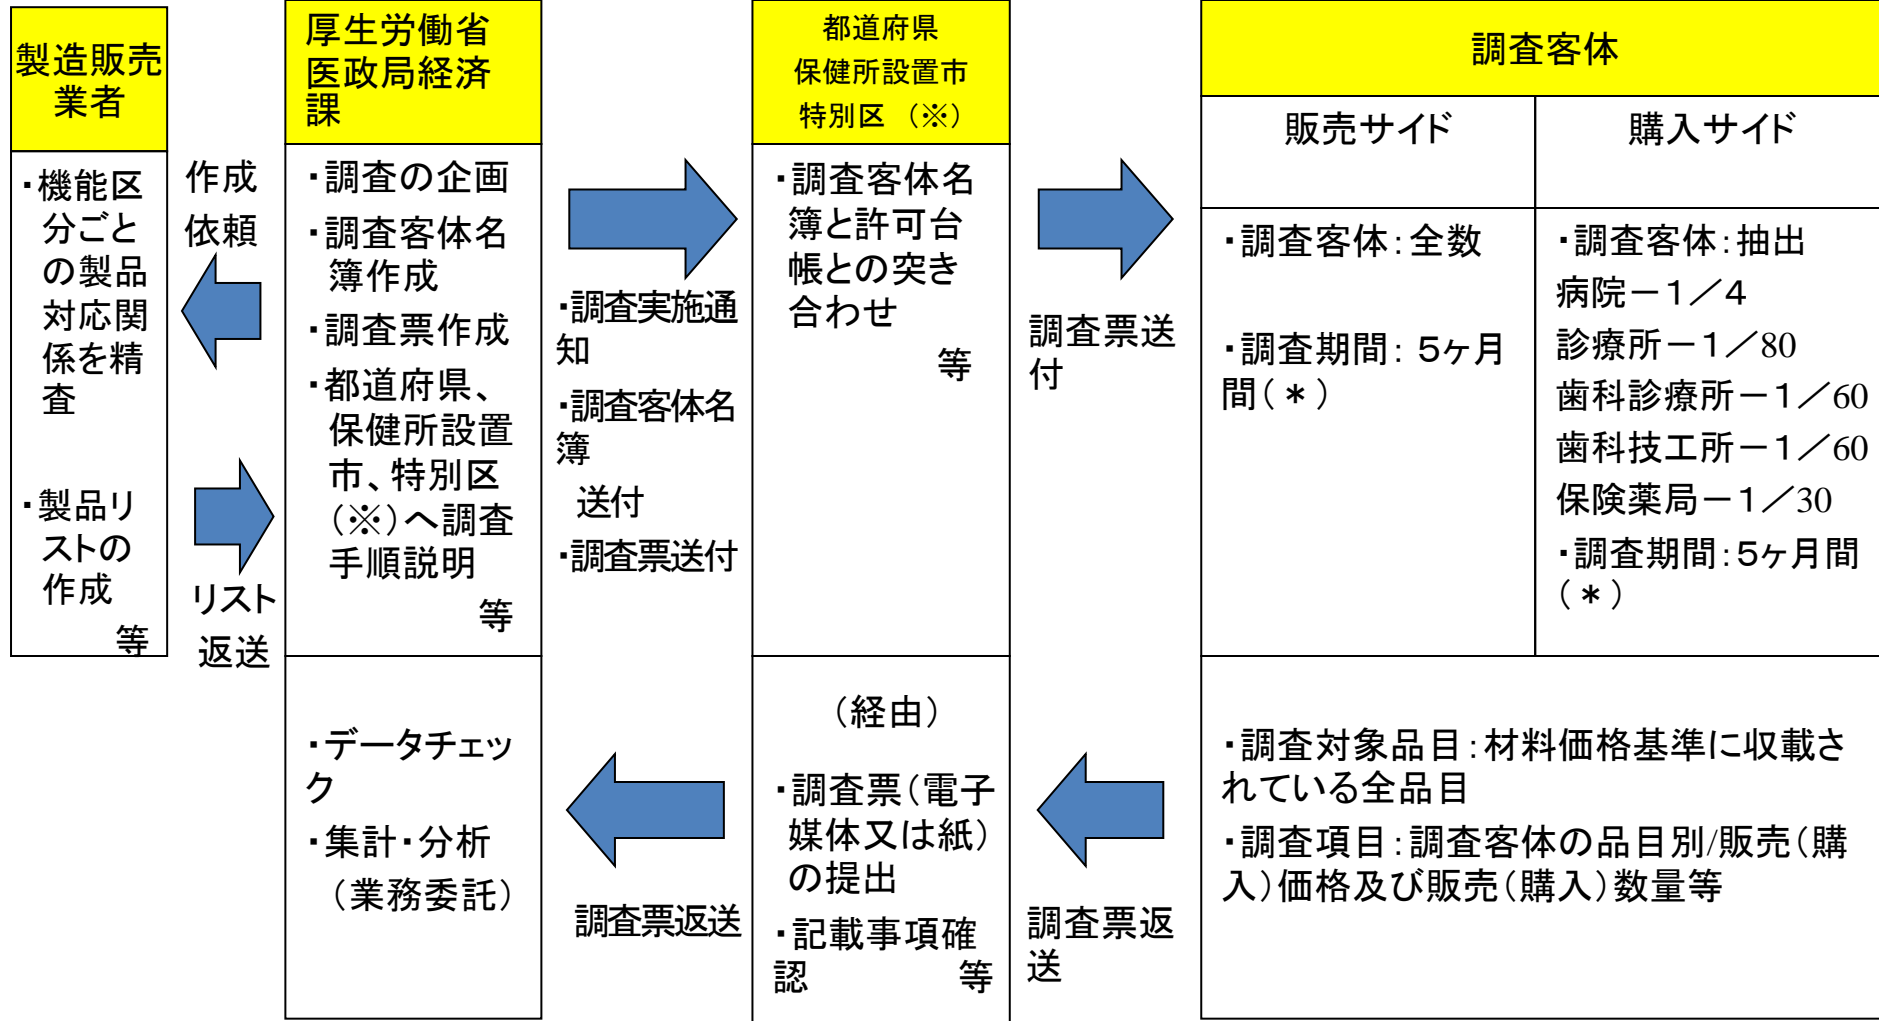 製造販売
業者
・機能区
分ごと
の製品
対応関
係を精
査
・製品リ
ストの
作成
等
作成
依頼
リスト
返送
厚生労働省
医政局経済
課
・調査の企画
・調査客体名
簿作成
・調査票作成
・都道府県、
保健所設置
市、特別区
(※)へ調査
手順説明
等
・調査実施通
知
・調査客体名
簿
送付
・調査票送付
都道府県
保健所設置市
特別区 (※)
・調査客体名
簿と許可台
帳との突き
合わせ
等
調査票送
付
調査客体
販売サイド
・調査客体:全数
・調査期間: 5ヶ月
間(*)
購入サイド
・調査客体:抽出
病院－1／4
診療所－1／80
歯科診療所－1／60
歯科技工所－1／60
保険薬局－1／30
・調査期間:5ヶ月間
(*)
・調査対象品目:材料価格基準に収載さ
れている全品目
・調査項目:調査客体の品目別/販売(購
入)価格及び販売(購入)数量等
調査票返
送
(経由)
・調査票(電子
媒体又は紙)
の提出
・記載事項確
認 等
調査票返送
・データチェッ
ク
・集計・分析
(業務委託)